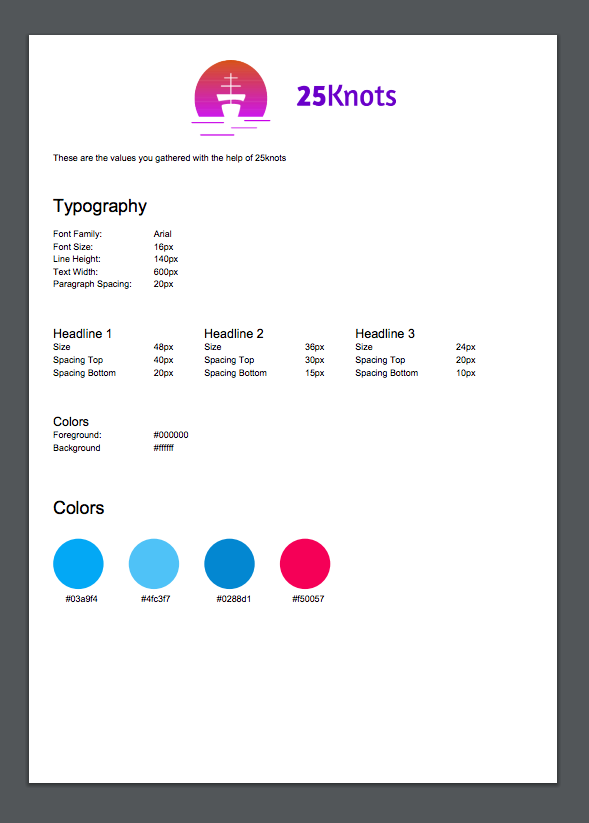 25Knots
These are the values you gathered with the help of 25knots
Typography
Font Family: Arial
Font Size: 16px
Line Height: 140px
Text Width: 600px
Paragraph Spacing: 20px
Headline 1 Headline 2 Headline 3
Size 48px Size 36px Size 24px
Spacing Top 40px Spacing Top 30px Spacing Top 20px
Spacing Bottom 20px Spacing Bottom 15px Spacing Bottom 10px
Colors
Foreground: #000000
Background #ffffff
Colors
#03a9f4 #4fc3f7 #0288d1 #f50057